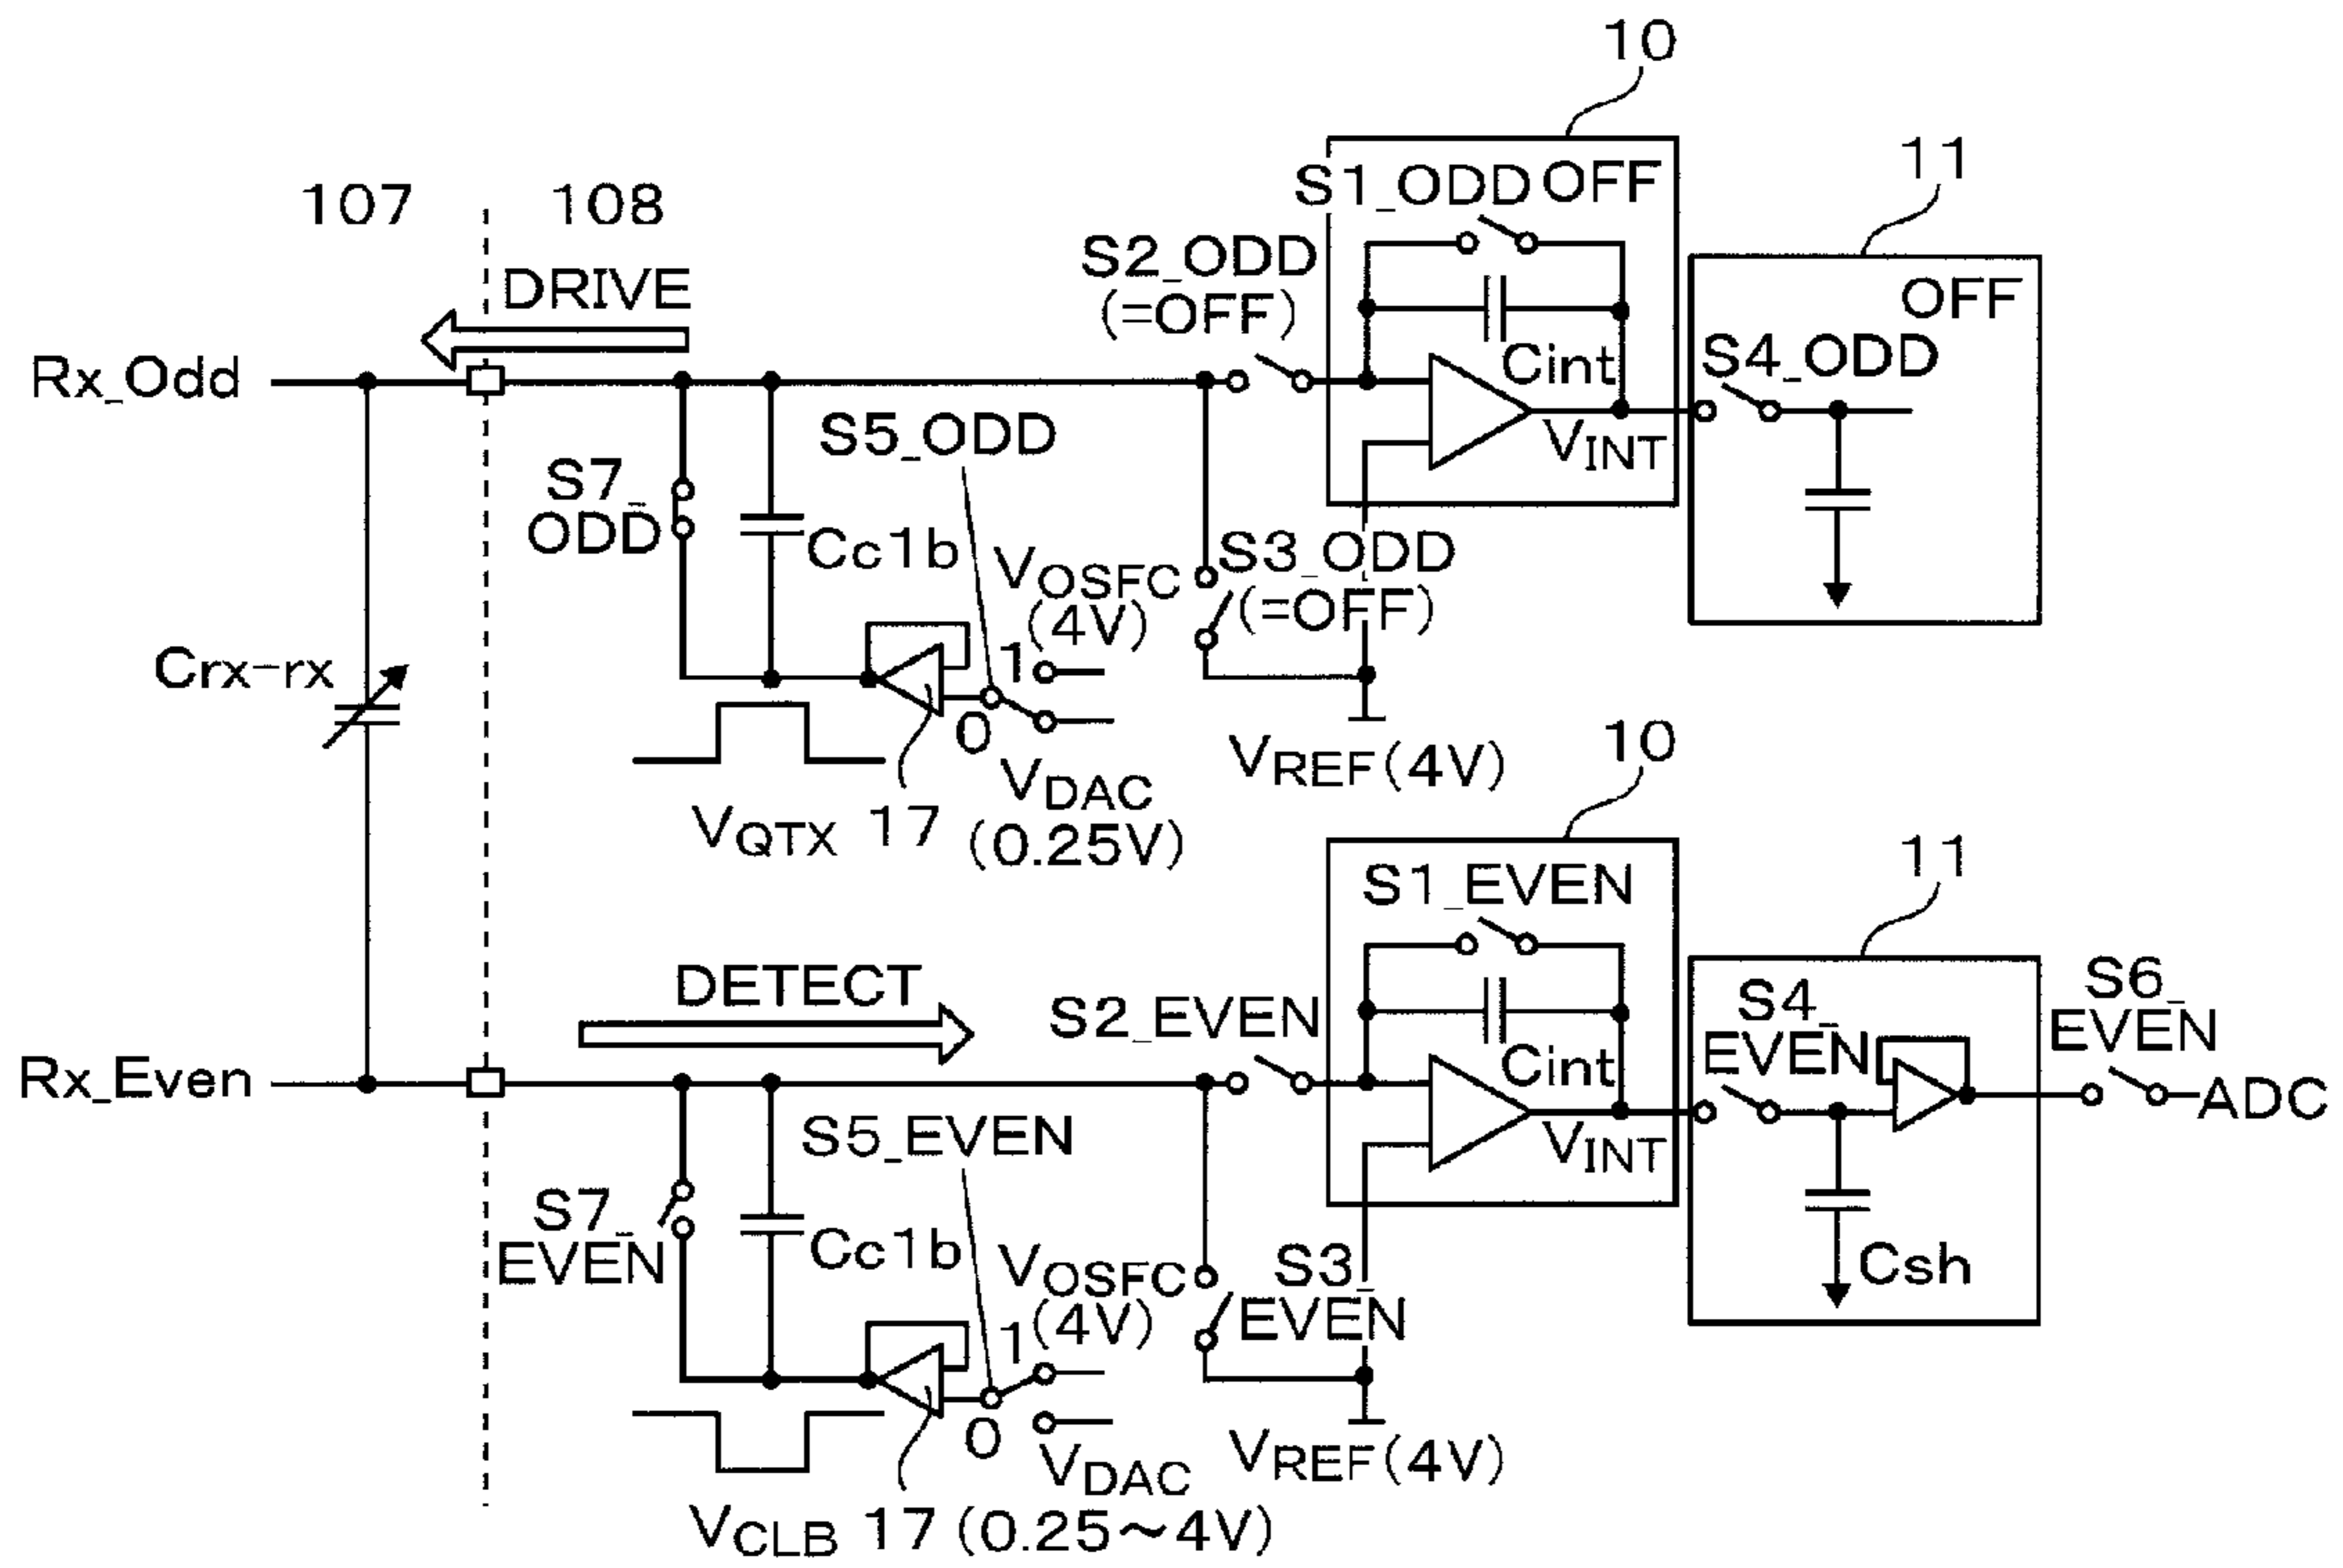 10
11
S1_ODD OFF
107
108
S2_ODD
(=OFF)
DRIVE
OFF
Cint
S4_ODD
Rx_Odd
S5_ODD
VINT
S7_
ODD
Cc1b
VOSFC
(4V)
S3_ODD
(=OFF)
1
Crx-rx
0
VREF(4V)
VDAC
(0.25V)
VQTX
17
10
11
S1_EVEN
DETECT
S2_EVEN
S4_
EVEN
S6_
EVEN
Cint
Rx_Even
ADC
S5_EVEN
VINT
S7_
EVEN
Cc1b
VOSFC
(4V)
S3_
EVEN
Csh
1
0
VREF(4V)
VDAC
(0.25~4V)
VCLB
17